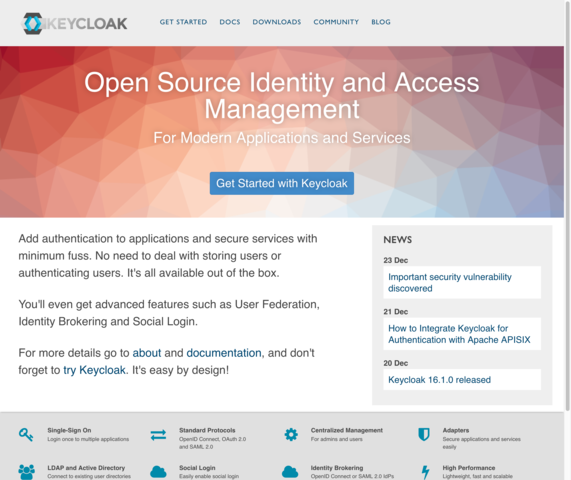 KEYCLOAK
GET STARTED DOCS DOWNLOADS COMMUNITY BLOG
Open Source Identity and Access
Management
For Modern Applications and Services
Get Started with Keycloak
Add authentication to applications and secure services with
minimum fuss. No need to deal with storing users or
authenticating users. It's all available out of the box.
You'll even get advanced features such as User Federation,
Identity Brokering and Social Login.
For more details go to about and documentation, and don't
forget to try Keycloak. It's easy by design!
NEWS
23 Dec
Important security vulnerability
discovered
21 Dec
How to Integrate Keycloak for
Authentication with Apache APISIX
20 Dec
Keycloak 16.1.0 released
Single-Sign On
Login once to multiple applications
Standard Protocols
OpenID Connect, OAuth 2.0
and SAML 2.0
Centralized Management
For admins and users
Adapters
Secure applications and services
easily
LDAP and Active Directory
Connect to existing user directories
Social Login
Easily enable social login
Identity Brokering
OpenID Connect or SAML 2.0 IdPs
High Performance
Lightweight, fast and scalable